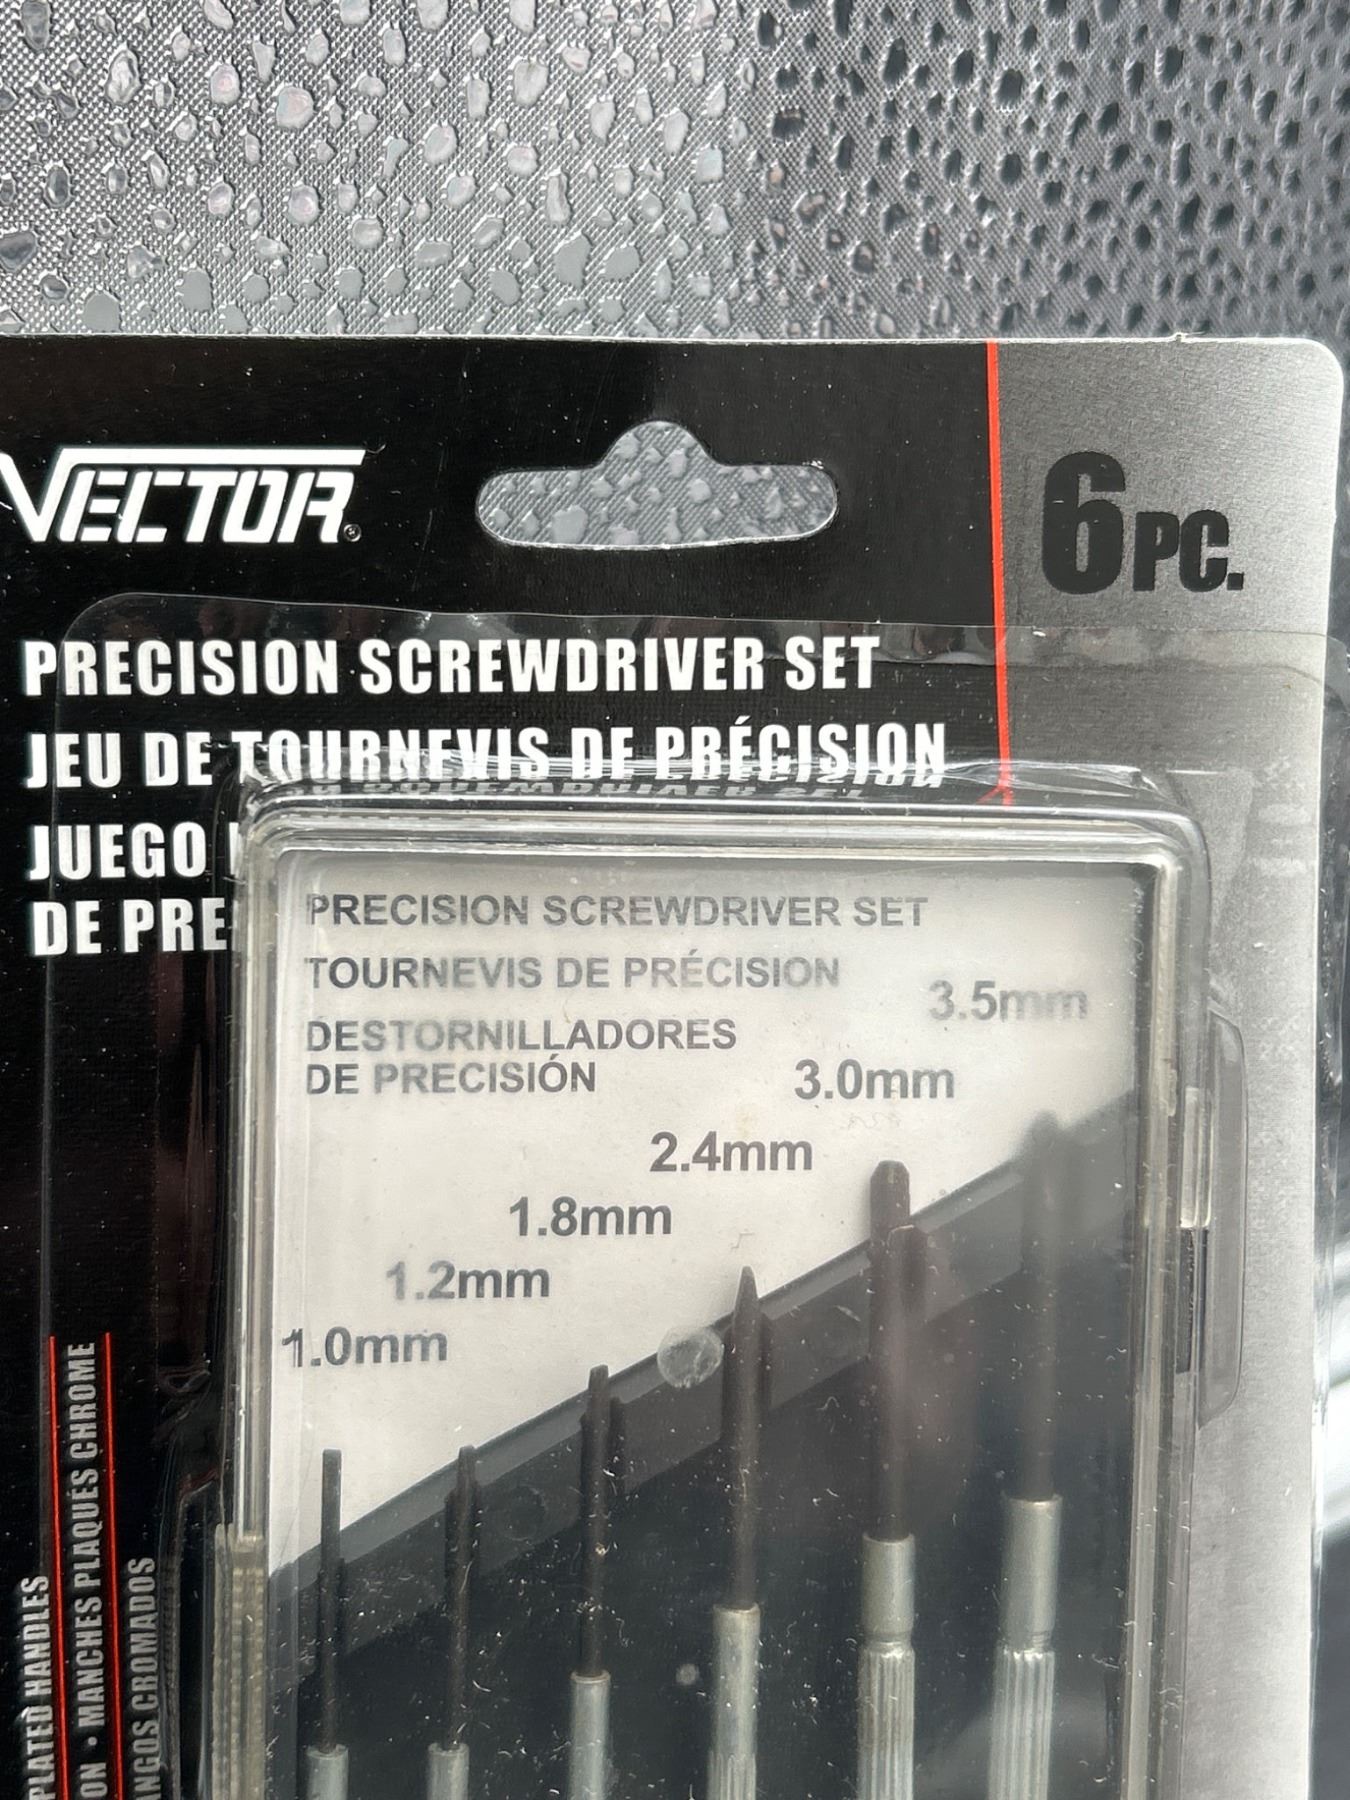 VECTOR®
6PC.
PRECISION SCREWDRIVER SET
JEU DE TOURNEVIS DE PRÉCISION
JUEGO
DE PRE
PRECISION SCREWDRIVER SET
TOURNEVIS DE PRÉCISION
DESTORNILLADORES
DE PRECISIÓN
3.5mm
3.0mm
2.4mm
1.8mm
1.2mm
1.0mm
PLATED HANDLES
ON • MANCHES PLAQUÉS CHROME
ANGOS CROMADOS